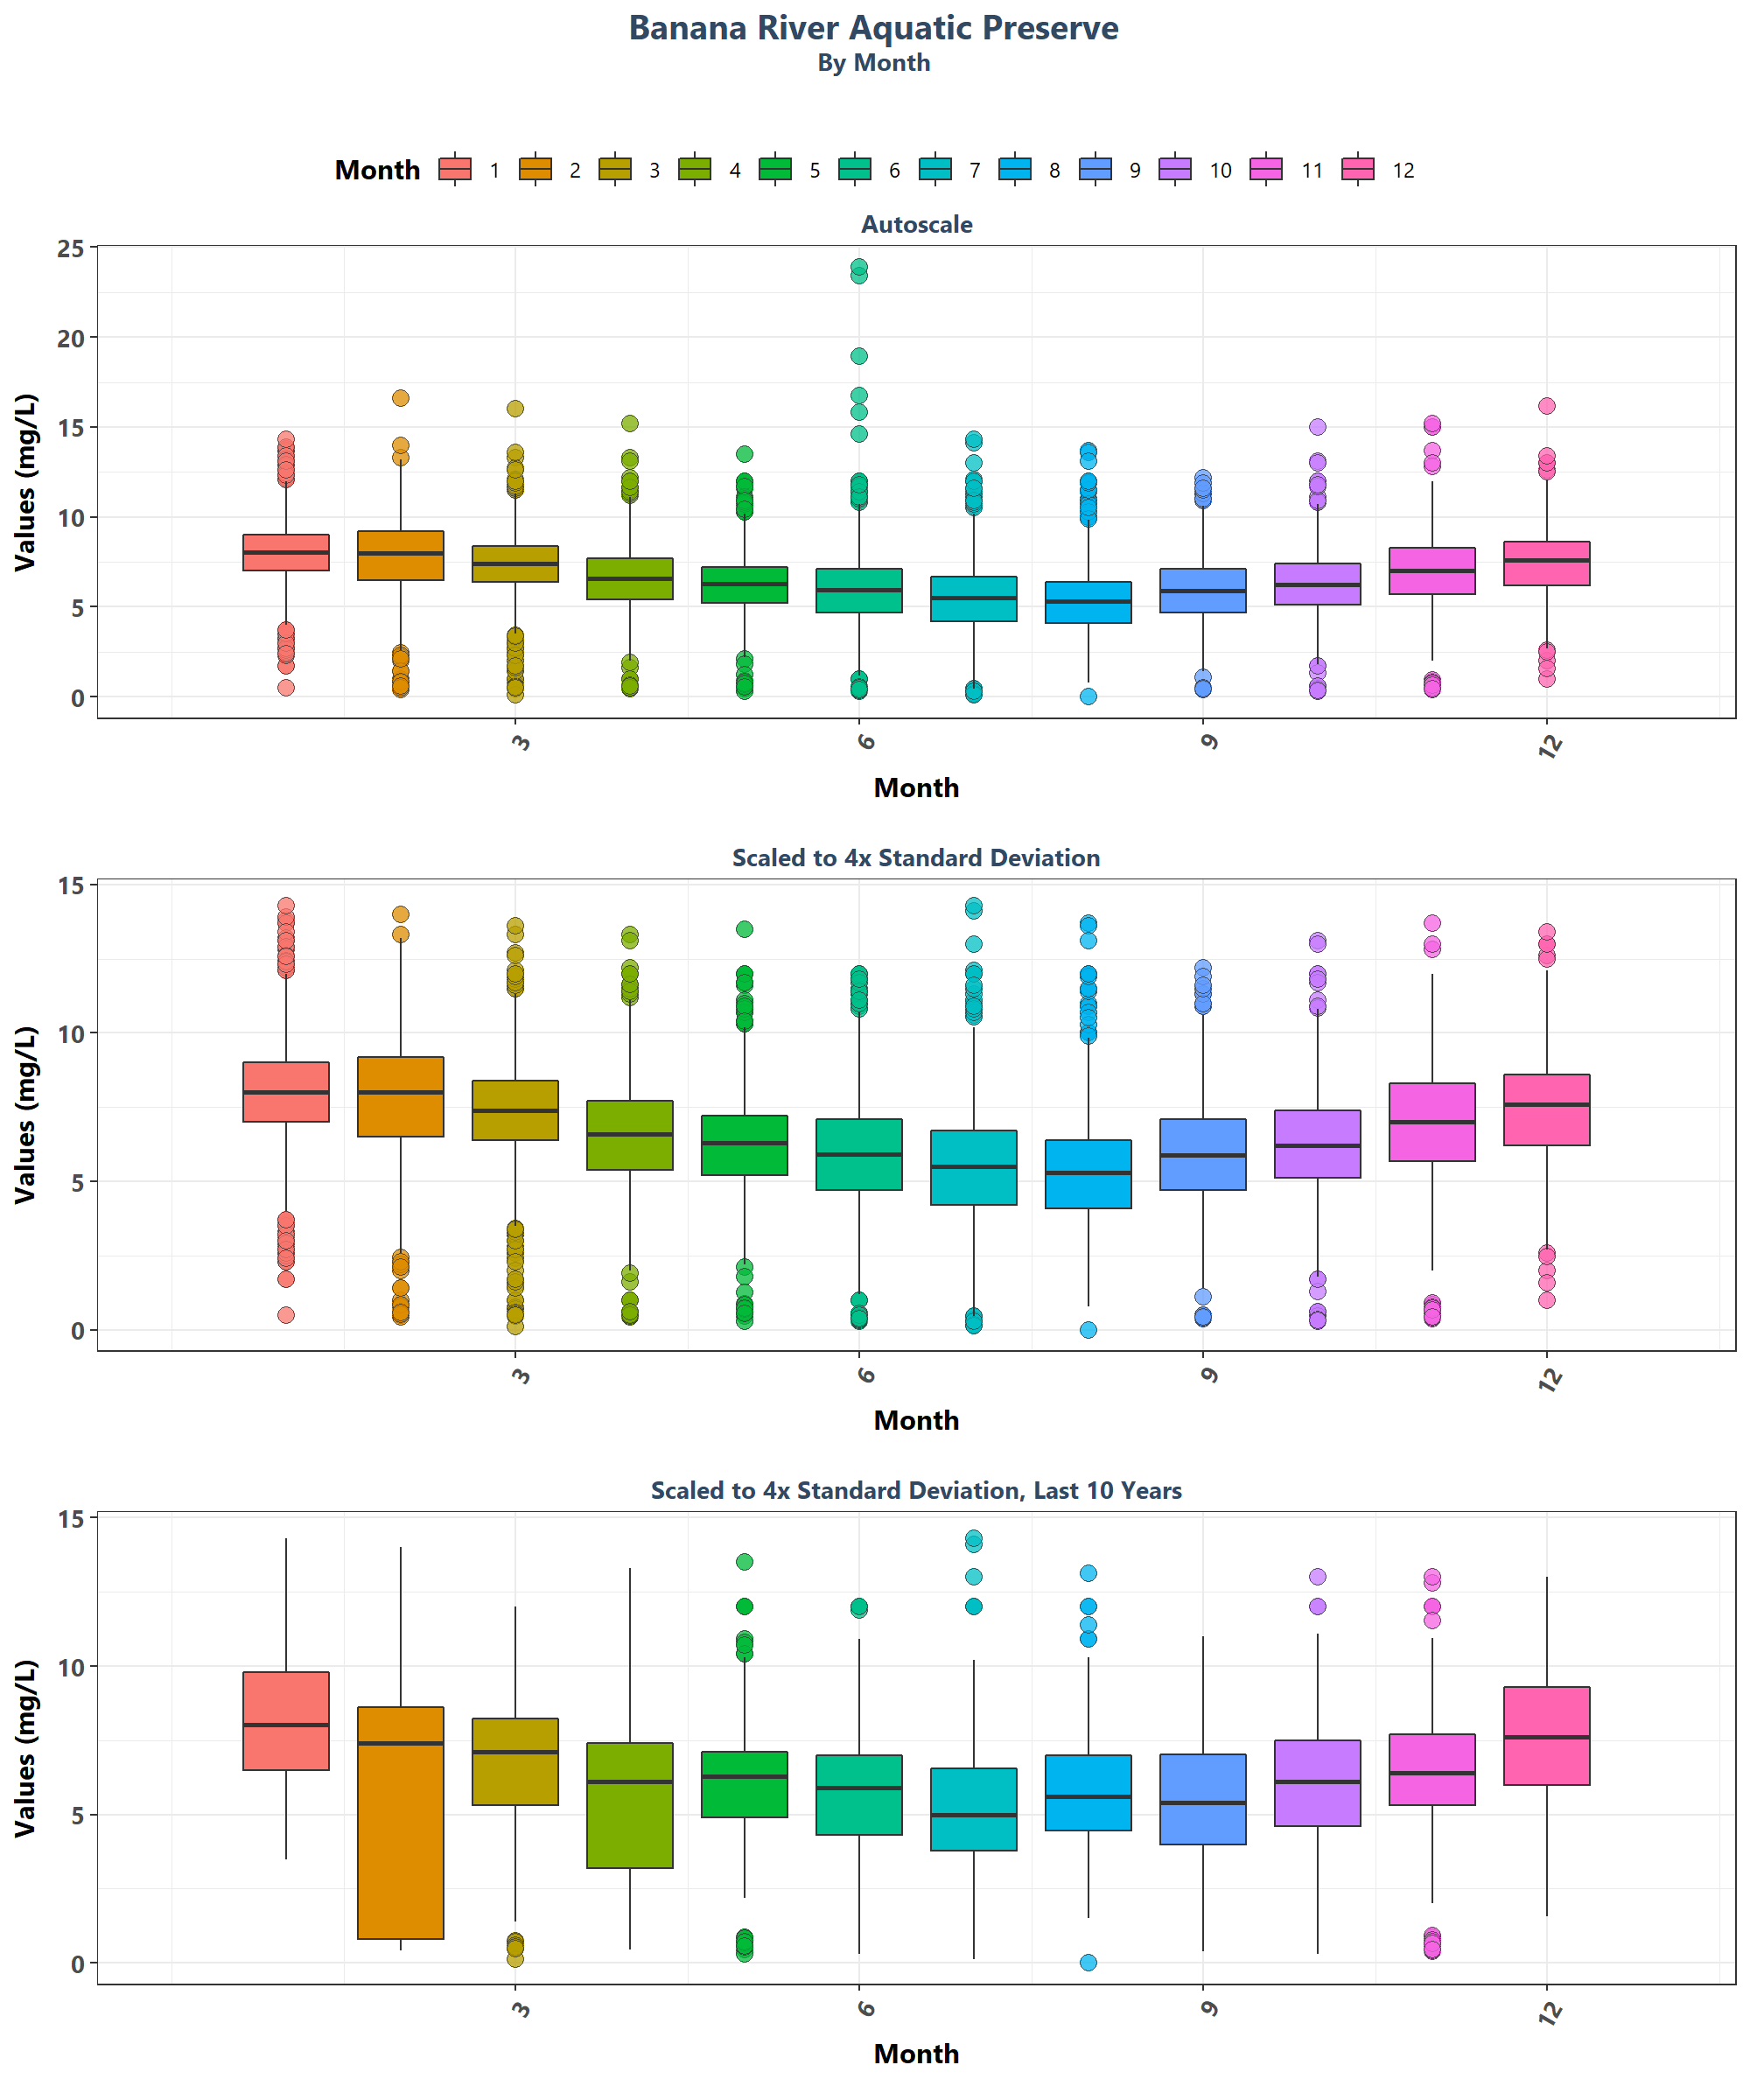 Banana River Aquatic Preserve
By Month
Month 1 2 3 4 5 6 7 8 9 10 11 12
Autoscale
Values (mg/L)
25
20
15
10
5
0
3 6 9 12
Month
Scaled to 4x Standard Deviation
Values (mg/L)
15
10
5
0
3 6 9 12
Month
Scaled to 4x Standard Deviation, Last 10 Years
Values (mg/L)
15
10
5
0
3 6 9 12
Month